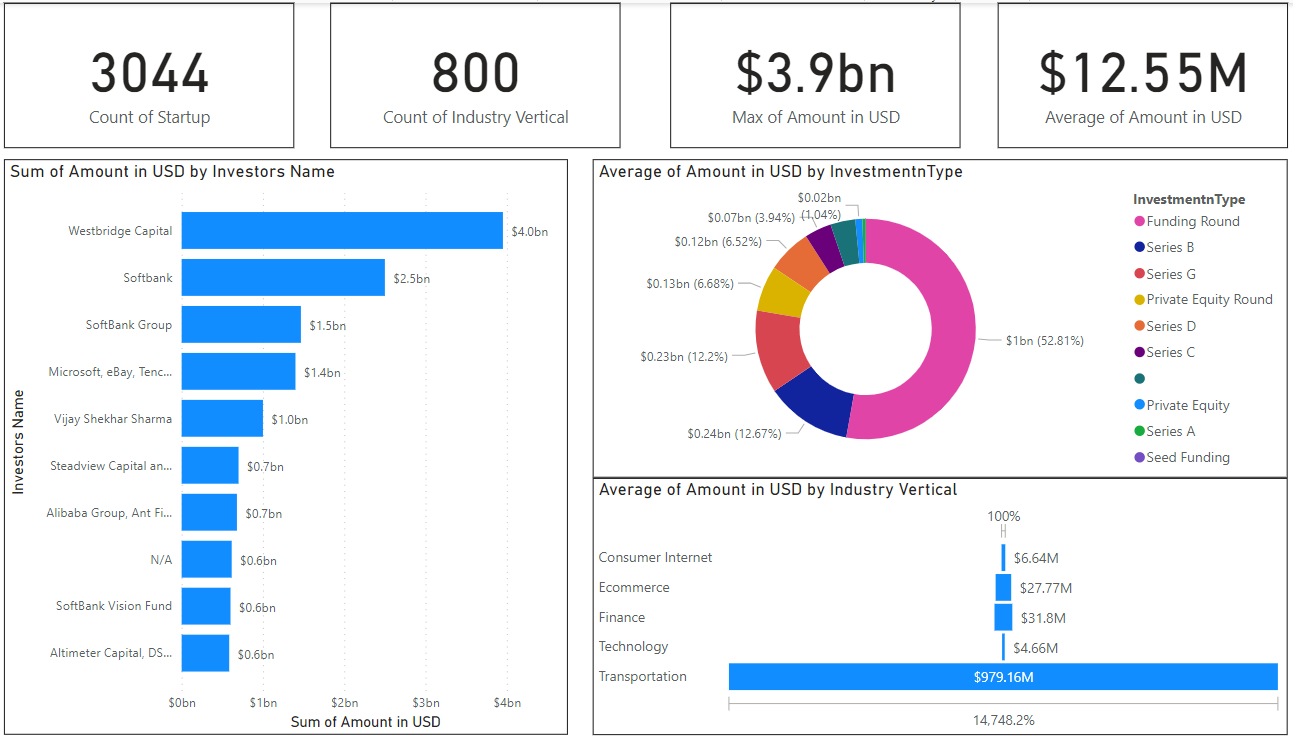 3044
Count of Startup
800
Count of Industry Vertical
$3.9bn
Max of Amount in USD
$12.55M
Average of Amount in USD
Sum of Amount in USD by Investors Name
Investors Name
Westbridge Capital $4.0bn
Softbank $2.5bn
SoftBank Group $1.5bn
Microsoft, eBay, Tenc... $1.4bn
Vijay Shekhar Sharma $1.0bn
Steadview Capital an... $0.7bn
Alibaba Group, Ant Fi... $0.7bn
N/A $0.6bn
SoftBank Vision Fund $0.6bn
Altimeter Capital, DS... $0.6bn
$0bn $1bn $2bn $3bn $4bn
Sum of Amount in USD
Average of Amount in USD by InvestmentnType
$0.02bn
(1.04%)
$0.07bn (3.94%)
$0.12bn (6.52%)
$0.13bn (6.68%)
$0.23bn (12.2%)
$0.24bn (12.67%)
$1bn (52.81%)
InvestmentnType
Funding Round
Series B
Series G
Private Equity Round
Series D
Series C
Private Equity
Series A
Seed Funding
Average of Amount in USD by Industry Vertical
100%
Consumer Internet $6.64M
Ecommerce $27.77M
Finance $31.8M
Technology $4.66M
Transportation $979.16M
14,748.2%